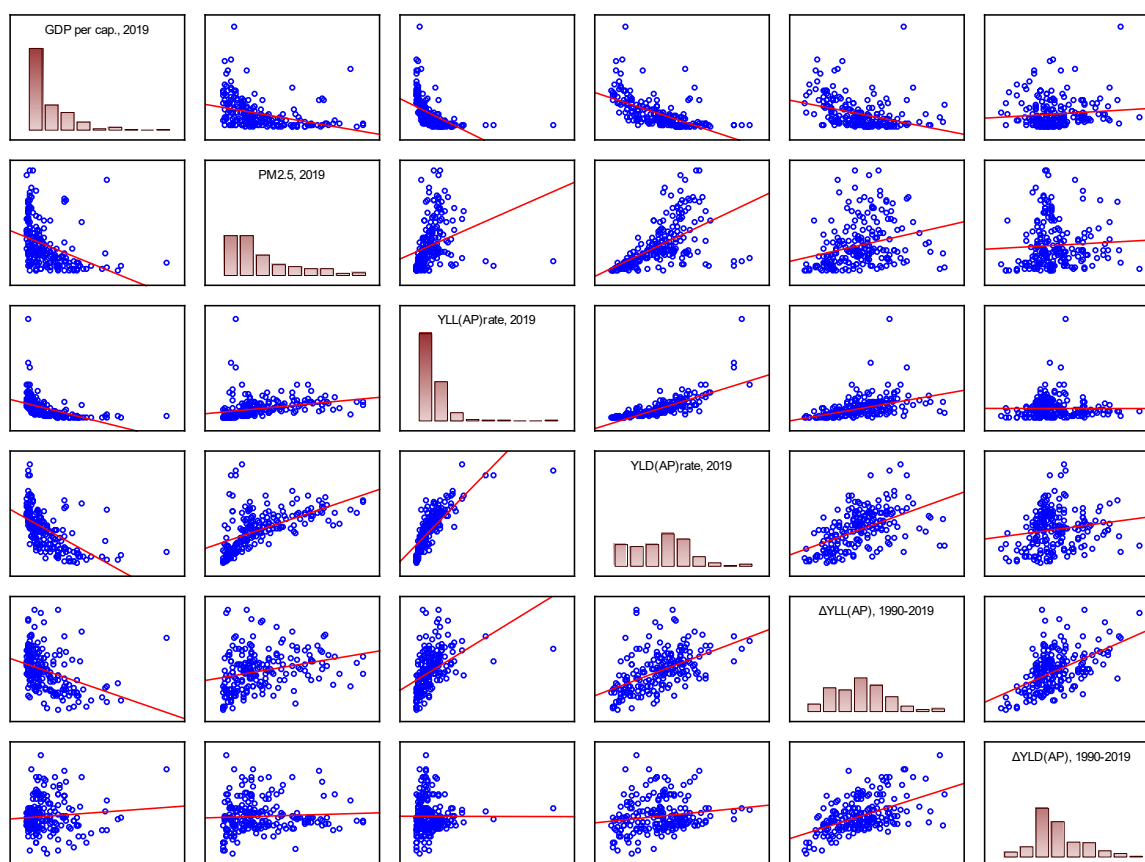 GDP per cap., 2019
PM2.5, 2019
YLL(AP)rate, 2019
YLD(AP)rate, 2019
ΔYLL(AP), 1990-2019
ΔYLD(AP), 1990-2019